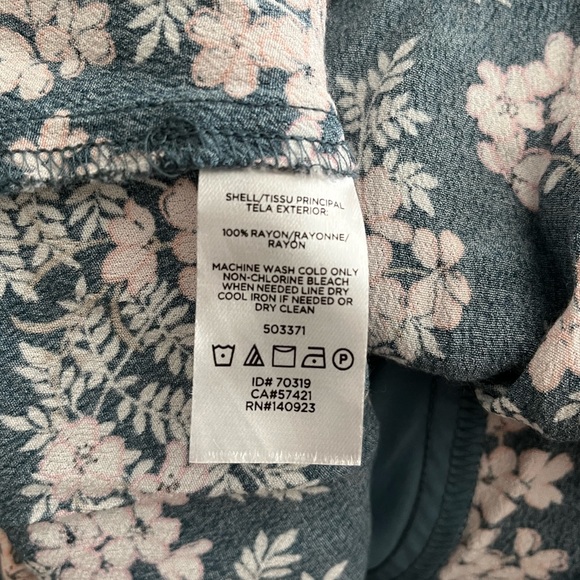 SHELL/TISSU PRINCIPAL
TELA EXTERIOR:
100% RAYON/RAYONNE/
RAYÓN
MACHINE WASH COLD ONLY
NON-CHLORINE BLEACH
WHEN NEEDED LINE DRY
COOL IRON IF NEEDED OR
DRY CLEAN
503371
P
ID# 70319
CA#57421
RN#140923